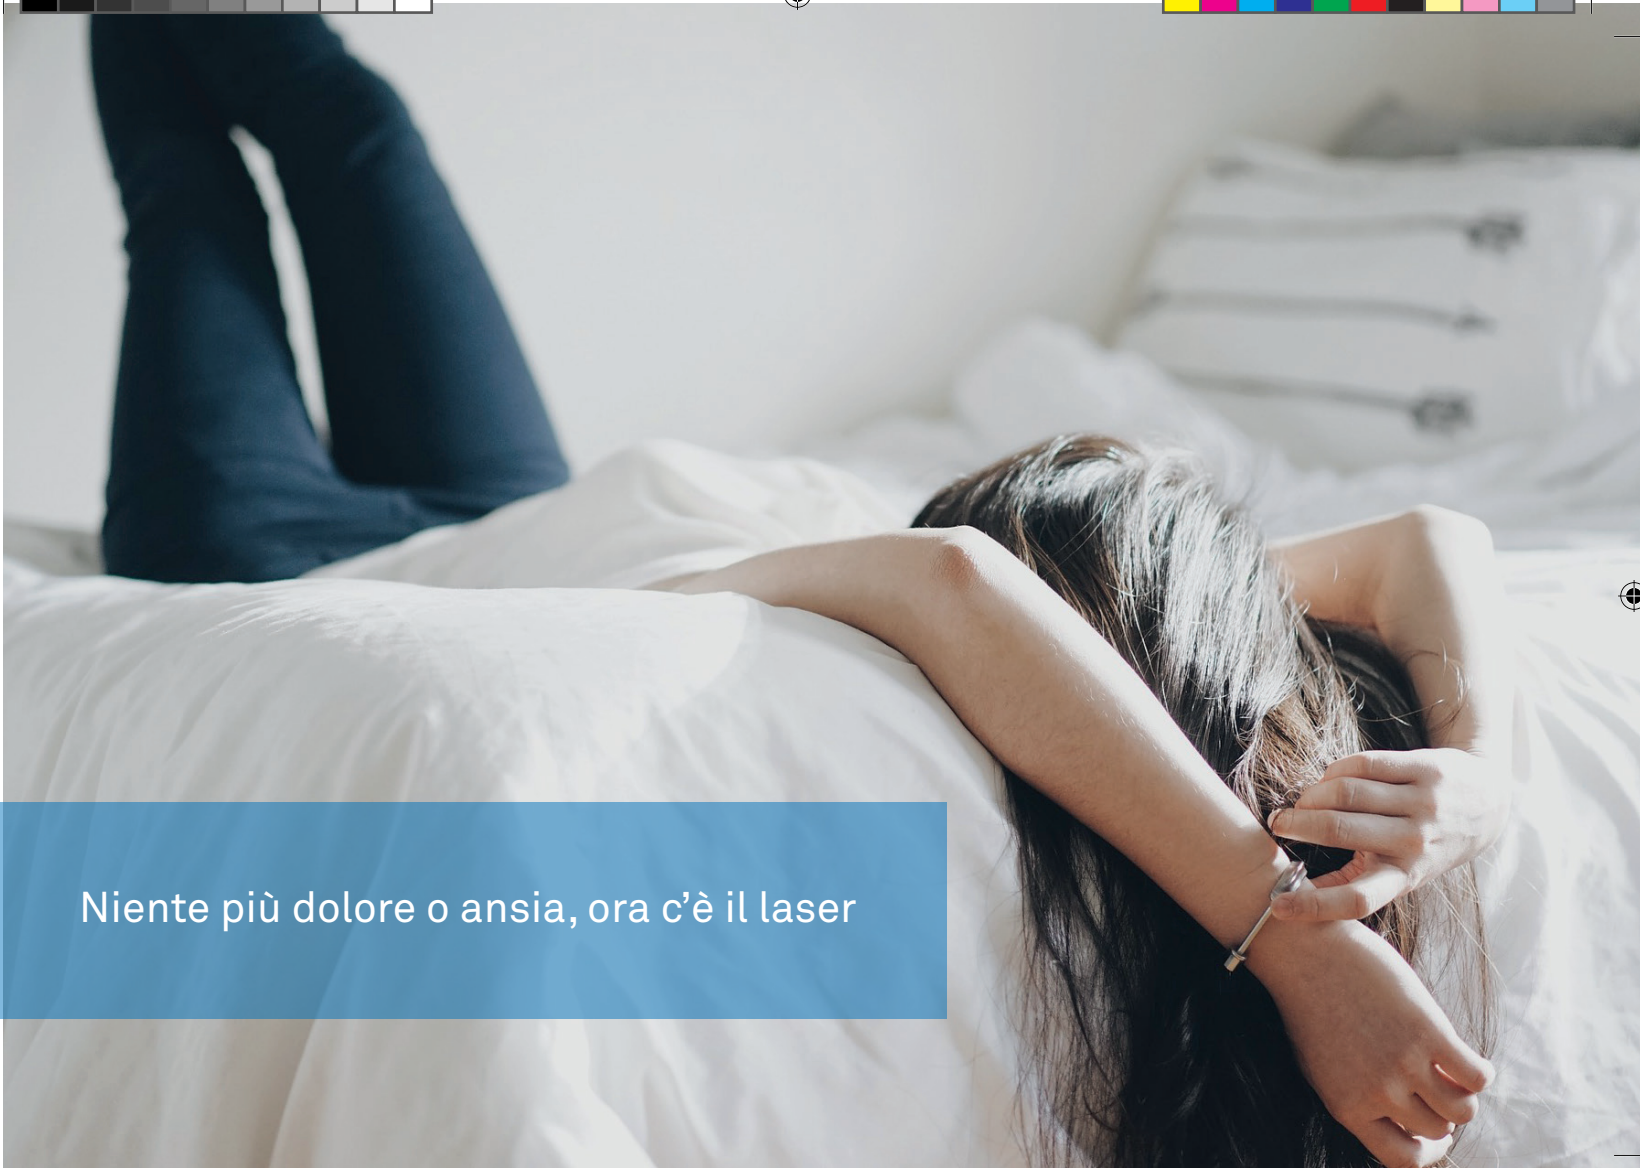 Niente più dolore o ansia, ora c’è il laser